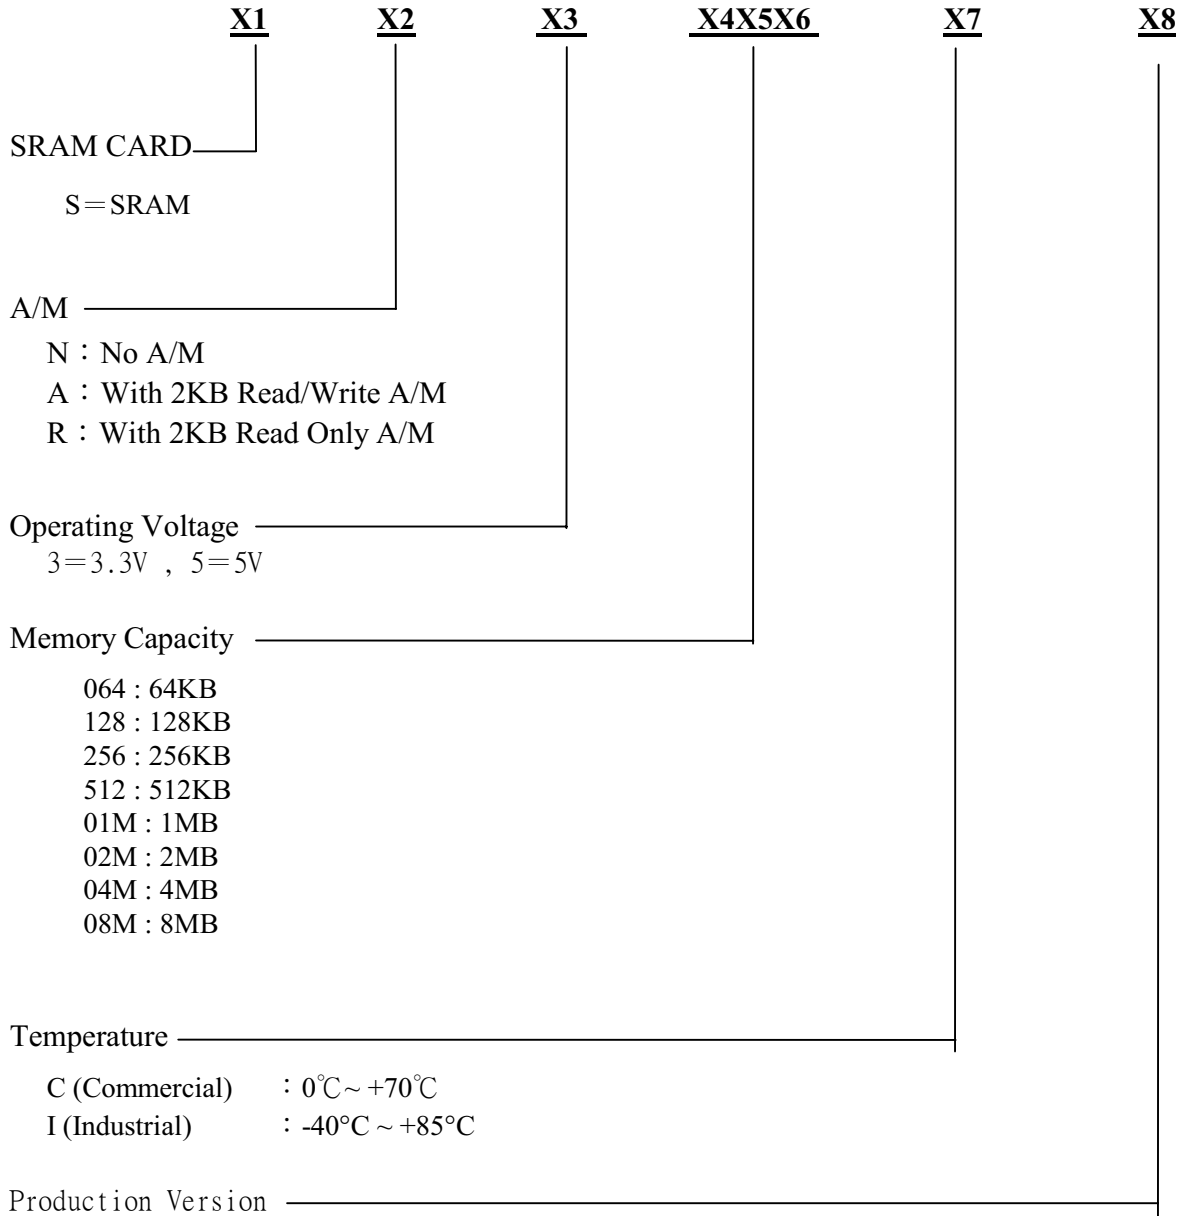 X1 X2 X3 X4X5X6 X7 X8
SRAM CARD
S＝SRAM
A/M
N：No A/M
A：With 2KB Read/Write A/M
R：With 2KB Read Only A/M
Operating Voltage
3＝3.3V , 5＝5V
Memory Capacity
064 : 64KB
128 : 128KB
256 : 256KB
512 : 512KB
01M : 1MB
02M : 2MB
04M : 4MB
08M : 8MB
Temperature
C (Commercial) ：0℃~ +70℃
I (Industrial) ：-40°C ~ +85°C
Production Version